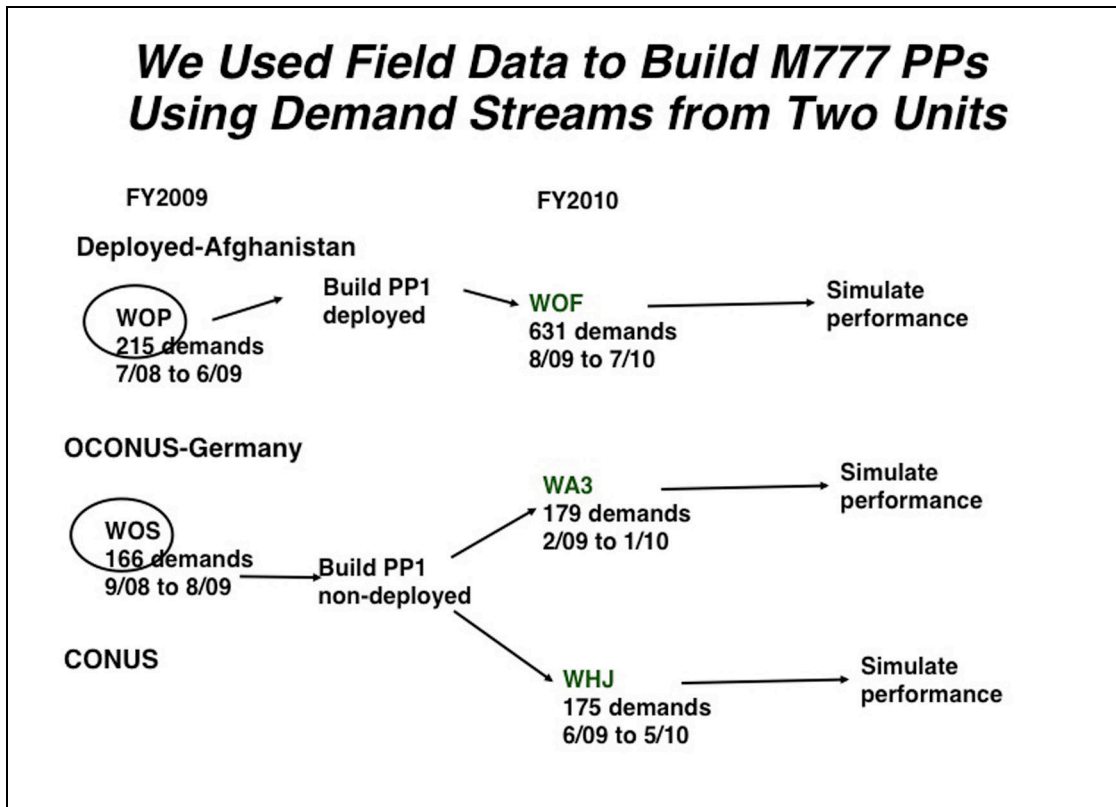 We Used Field Data to Build M777 PPs
Using Demand Streams from Two Units
FY2009
FY2010
Deployed-Afghanistan
WOP
215 demands
7/08 to 6/09
Build PP1
deployed
WOF
631 demands
8/09 to 7/10
Simulate
performance
OCONUS-Germany
WOS
166 demands
9/08 to 8/09
Build PP1
non-deployed
WA3
179 demands
2/09 to 1/10
Simulate
performance
CONUS
WHJ
175 demands
6/09 to 5/10
Simulate
performance